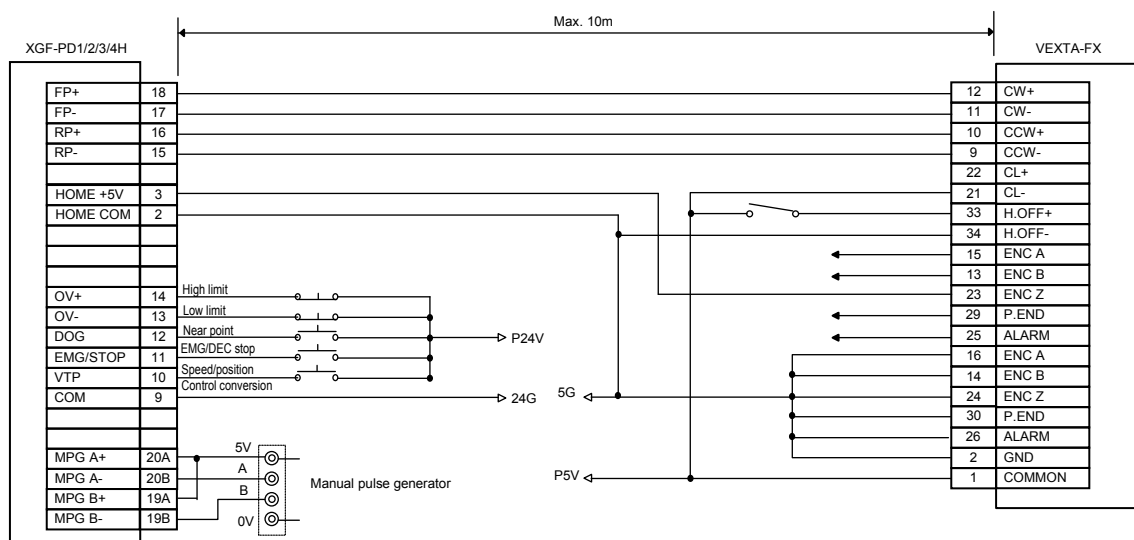 Max. 10m
XGF-PD1/2/3/4H
VEXTA-FX
FP+ 18
FP- 17
RP+ 16
RP- 15
HOME +5V 3
HOME COM 2
OV+ 14 High limit
OV- 13 Low limit
DOG 12 Near point
EMG/STOP 11 EMG/DEC stop
VTP 10 Speed/position
Control conversion
COM 9
P24V
24G
MPG A+ 20A 5V
MPG A- 20B A
MPG B+ 19A B
MPG B- 19B 0V
Manual pulse generator
5G
P5V
12 CW+
11 CW-
10 CCW+
9 CCW-
22 CL+
21 CL-
33 H.OFF+
34 H.OFF-
15 ENC A
13 ENC B
23 ENC Z
29 P.END
25 ALARM
16 ENC A
14 ENC B
24 ENC Z
30 P.END
26 ALARM
2 GND
1 COMMON